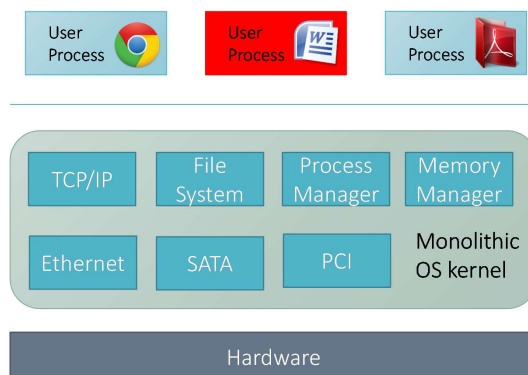 User
Process
User
Process
W
User
Process
TCP/IP
File
System
Process
Manager
Memory
Manager
Ethernet
SATA
PCI
Monolithic
OS kernel
Hardware